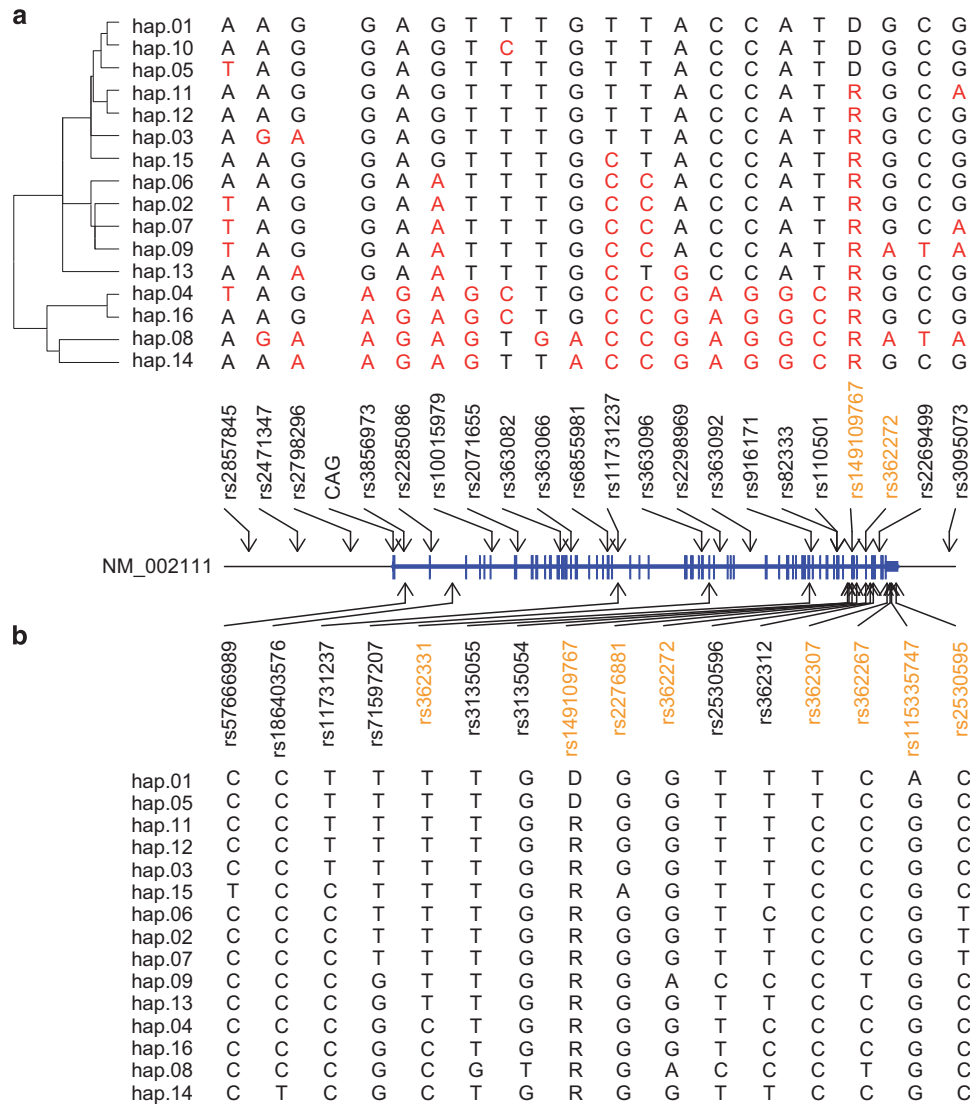 a
hap.01 A A G G A G T T T G T T A C C A T D G C G
hap.10 A A G G A G T C T G T T A C C A T D G C G
hap.05 T A G G A G T T T G T T A C C A T D G C G
hap.11 A A G G A G T T T G T T A C C A T R G C A
hap.12 A A G G A G T T T G T T A C C A T R G C G
hap.03 A G A G A G T T T G T T A C C A T R G C G
hap.15 A A G G A G T T T G C T A C C A T R G C G
hap.06 A A G G A A T T T G C C A C C A T R G C G
hap.02 T A G G A A T T T G C C A C C A T R G C G
hap.07 T A G G A A T T T G C C A C C A T R G C A
hap.09 T A G G A A T T T G C C A C C A T R A T A
hap.13 A A A G A A T T T G C T G C C A T R G C G
hap.04 T A G A G A G C T G C C G A G G C R G C G
hap.16 A A G A G A G C T G C C G A G G C R G C G
hap.08 A G A A G A G T G A C C G A G G C R A T A
hap.14 A A A A G A G T T A C C G A G G C R G C G
rs2857845 rs2471347 rs2798296 CAG rs3856973 rs2285086 rs10015979 rs2071655 rs363082 rs363066 rs6855981 rs11731237 rs363096 rs2298969 rs363092 rs916171 rs82333 rs110501 rs149109767 rs362272 rs2269499 rs3095073
NM_002111
b
rs57666989 rs186403576 rs11731237 rs71597207 rs362331 rs3135055 rs3135054 rs149109767 rs2276881 rs362272 rs2530596 rs362312 rs362307 rs362267 rs115335747 rs2530595
hap.01 C C T T T T G D G G T T T C A C
hap.05 C C T T T T G D G G T T T C G C
hap.11 C C T T T T G R G G T T C C G C
hap.12 C C T T T T G R G G T T C C G C
hap.03 C C T T T T G R G G T T C C G C
hap.15 T C C T T T G R A G T T C C G C
hap.06 C C C T T T G R G G T C C C G T
hap.02 C C C T T T G R G G T T C C G T
hap.07 C C C T T T G R G G T T C C G T
hap.09 C C C G T T G R G A C C C T G C
hap.13 C C C G T T G R G G T T C C G C
hap.04 C C C G C T G R G G T C C C G C
hap.16 C C C G C T G R G G T C C C G C
hap.08 C C C G C G T R G A C C C T G C
hap.14 C T C G C T G R G G T T C C G C